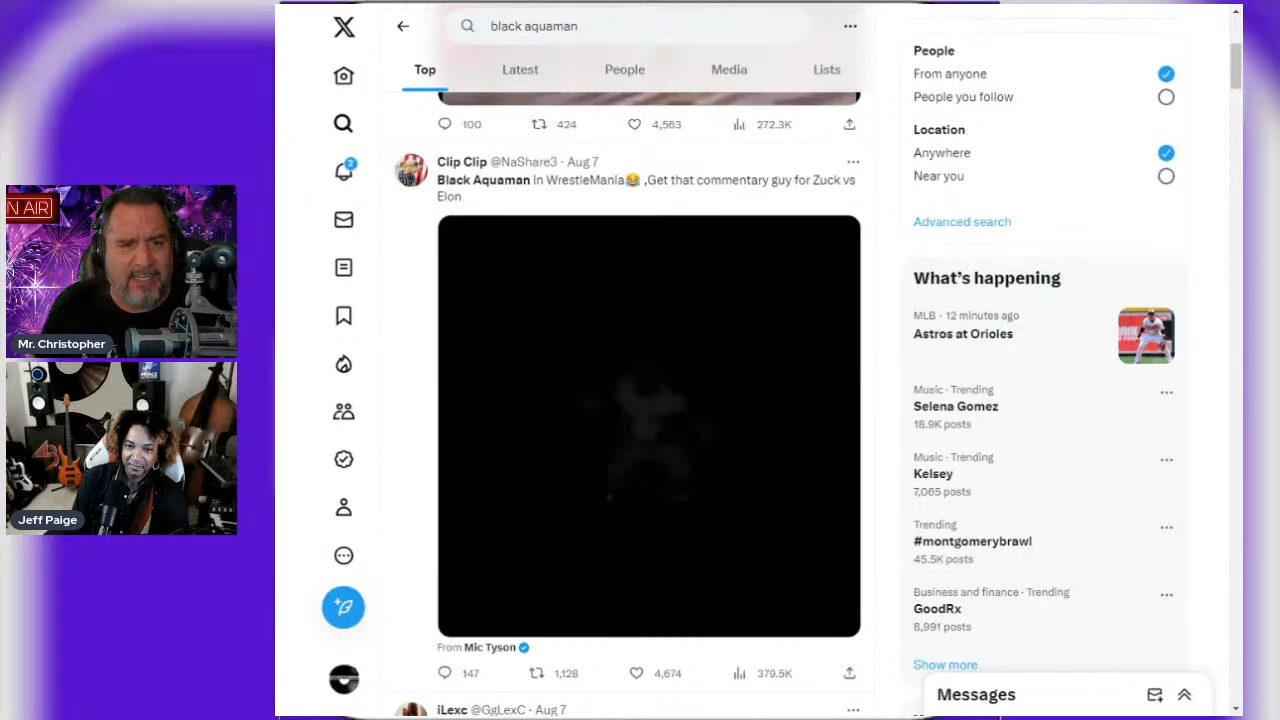 N AIR
Mr. Christopher
Jeff Paige
X
black aquaman
Top
Latest
People
Media
Lists
100
424
4,563
272.3K
Clip Clip @NaShare3 · Aug 7
Black Aquaman In WrestleMania😂 ,Get that commentary guy for Zuck vs
Elon
From Mic Tyson
147
1,128
4,674
379.5K
iLexc @GgLexC · Aug 7
2
People
From anyone
People you follow
Location
Anywhere
Near you
Advanced search
What's happening
MLB · 12 minutes ago
Astros at Orioles
Music · Trending
Selena Gomez
18.9K posts
Music · Trending
Kelsey
7,065 posts
Trending
#montgomerybrawl
45.5K posts
Business and finance · Trending
GoodRx
8,991 posts
Show more
Messages